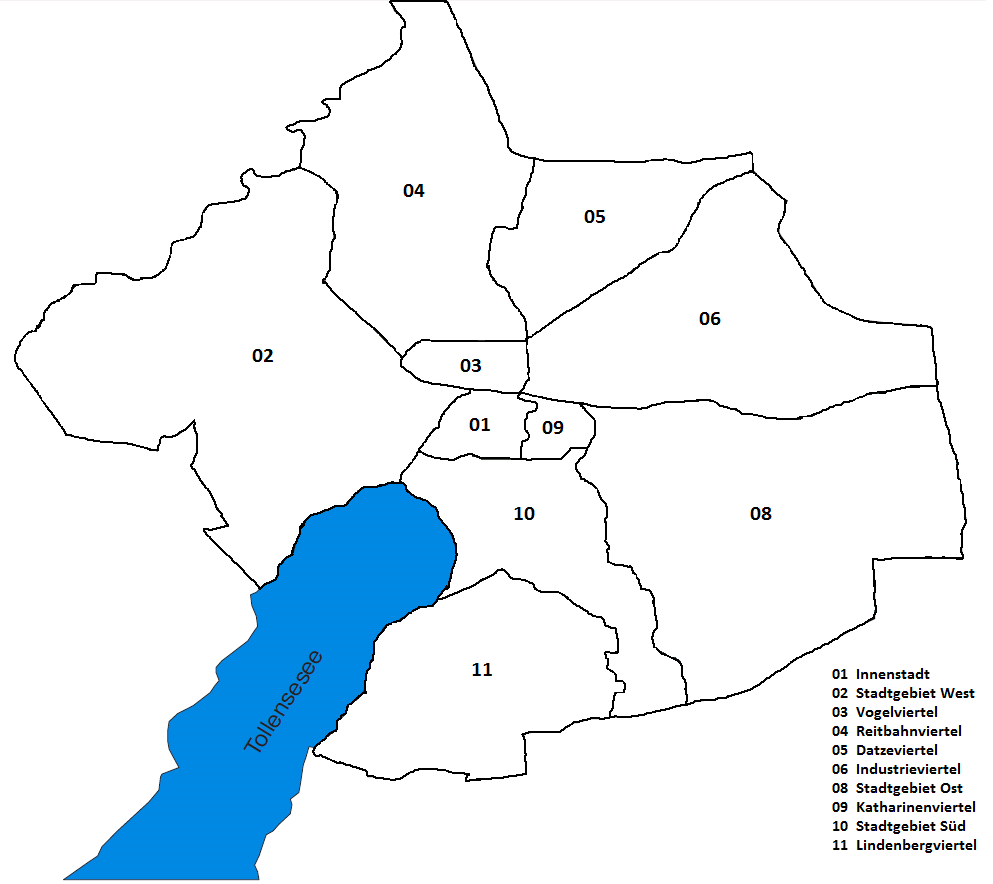 04
05
06
02
03
01
09
10
08
11
Tollensesee
01 Innenstadt
02 Stadtgebiet West
03 Vogelviertel
04 Reitbahnviertel
05 Datzeviertel
06 Industrieviertel
08 Stadtgebiet Ost
09 Katharinenviertel
10 Stadtgebiet Süd
11 Lindenbergviertel